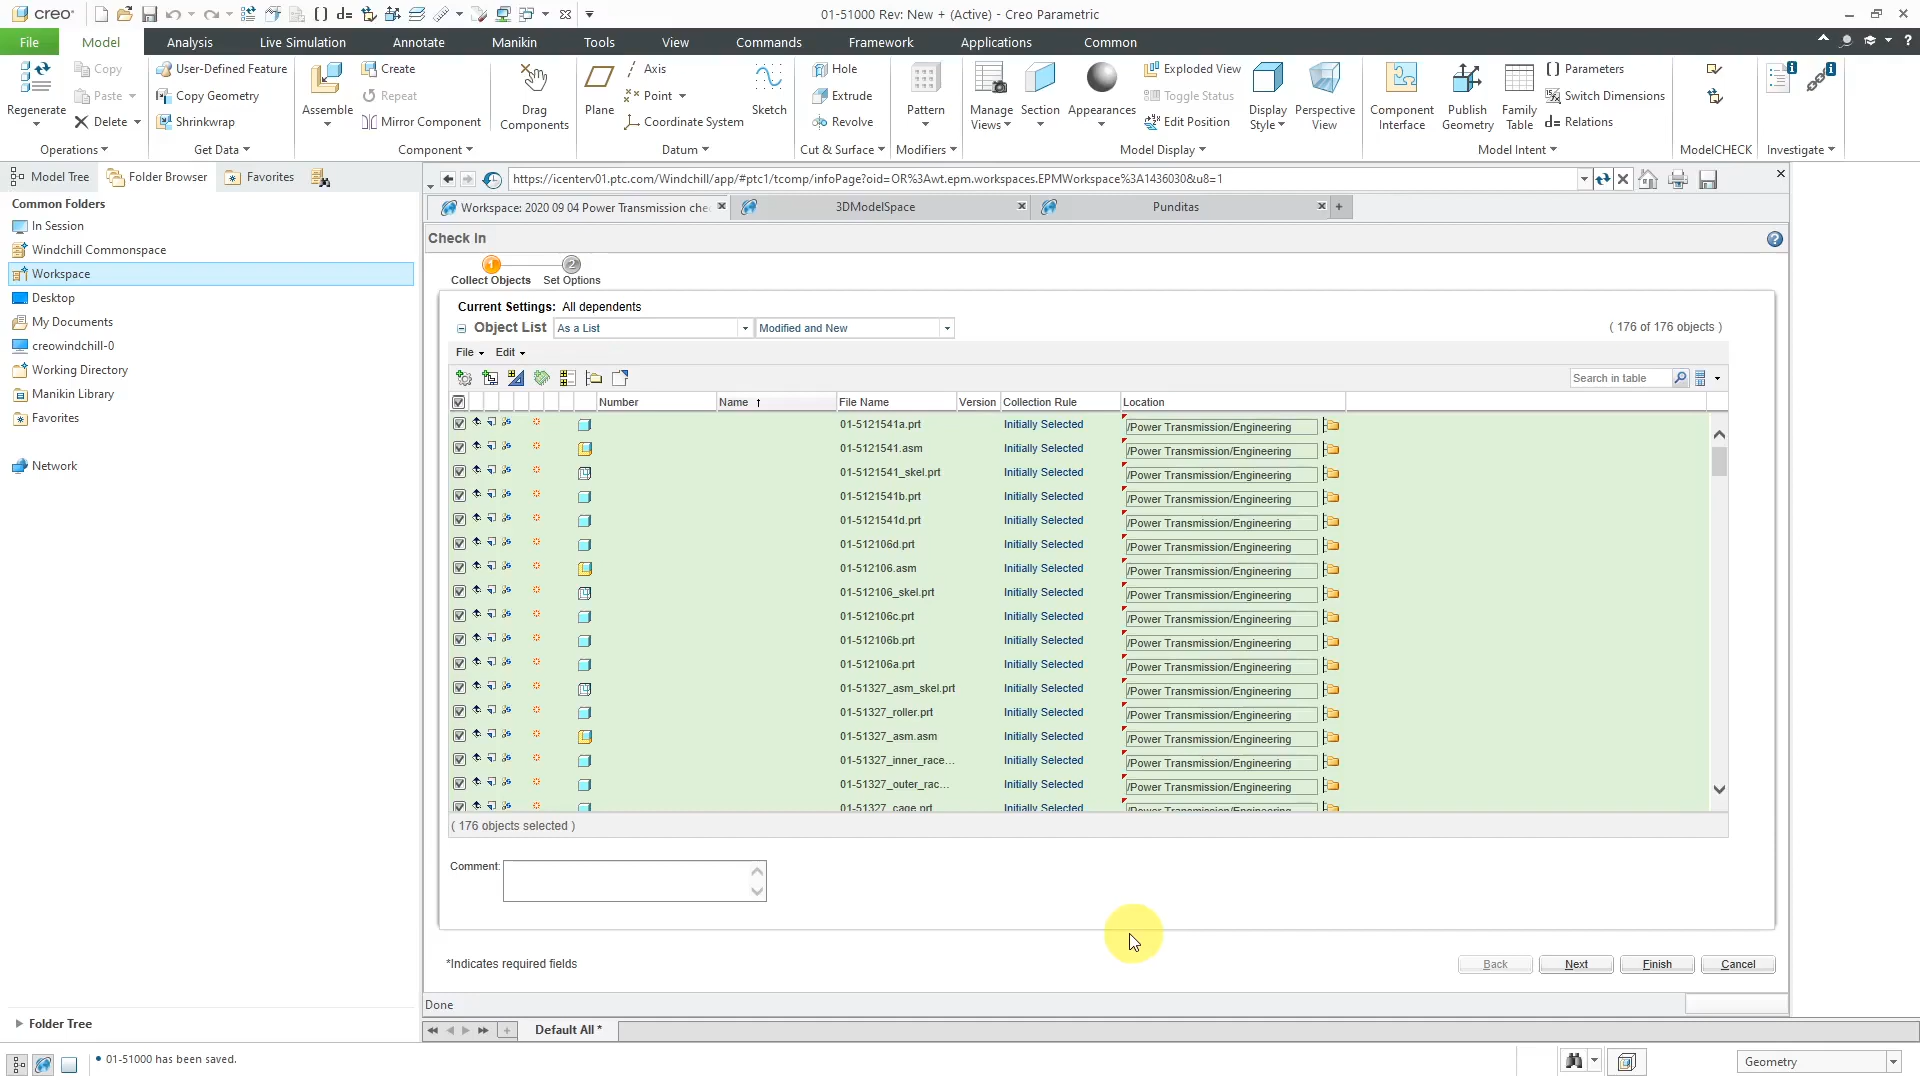 creo
01-51000 Rev: New + (Active) - Creo Parametric
File Model Analysis Live Simulation Annotate Manikin Tools View Commands Framework Applications Common
Regenerate
Copy
Paste
Delete
Operations
User-Defined Feature
Copy Geometry
Shrinkwrap
Get Data
Assemble
Create
Repeat
Mirror Component
Drag Components
Component
Plane
Axis
Point
Coordinate System
Sketch
Datum
Hole
Extrude
Revolve
Cut & Surface
Pattern
Modifiers
Manage Views
Section
Appearances
Exploded View
Toggle Status
Edit Position
Display Style
Perspective View
Model Display
Component Interface
Publish Geometry
Family Table
Parameters
Switch Dimensions
d= Relations
Model Intent
ModelCHECK
Investigate
Model Tree Folder Browser Favorites
Common Folders
In Session
Windchill Commonspace
Workspace
Desktop
My Documents
creowindchill-0
Working Directory
Manikin Library
Favorites
Network
Folder Tree
https://icenterv01.ptc.com/Windchill/app/#ptc1/tcomp/infoPage?oid=OR%3Awt.epm.workspaces.EPMWorkspace%3A1436030&u8=1
Workspace: 2020 09 04 Power Transmission chec 3DModelSpace Punditas
Check In
1 2
Collect Objects Set Options
Current Settings: All dependents
Object List As a List Modified and New ( 176 of 176 objects )
File Edit
Search in table
Number Name File Name Version Collection Rule Location
01-5121541a.prt Initially Selected /Power Transmission/Engineering
01-5121541.asm Initially Selected /Power Transmission/Engineering
01-5121541_skel.prt Initially Selected /Power Transmission/Engineering
01-5121541b.prt Initially Selected /Power Transmission/Engineering
01-5121541d.prt Initially Selected /Power Transmission/Engineering
01-512106d.prt Initially Selected /Power Transmission/Engineering
01-512106.asm Initially Selected /Power Transmission/Engineering
01-512106_skel.prt Initially Selected /Power Transmission/Engineering
01-512106c.prt Initially Selected /Power Transmission/Engineering
01-512106b.prt Initially Selected /Power Transmission/Engineering
01-512106a.prt Initially Selected /Power Transmission/Engineering
01-51327_asm_skel.prt Initially Selected /Power Transmission/Engineering
01-51327_roller.prt Initially Selected /Power Transmission/Engineering
01-51327_asm.asm Initially Selected /Power Transmission/Engineering
01-51327_inner_race... Initially Selected /Power Transmission/Engineering
01-51327_outer_rac... Initially Selected /Power Transmission/Engineering
01-51327_cage.prt Initially Selected /Power Transmission/Engineering
( 176 objects selected )
Comment:
*Indicates required fields
Back Next Finish Cancel
Done
Default All *
01-51000 has been saved.
Geometry